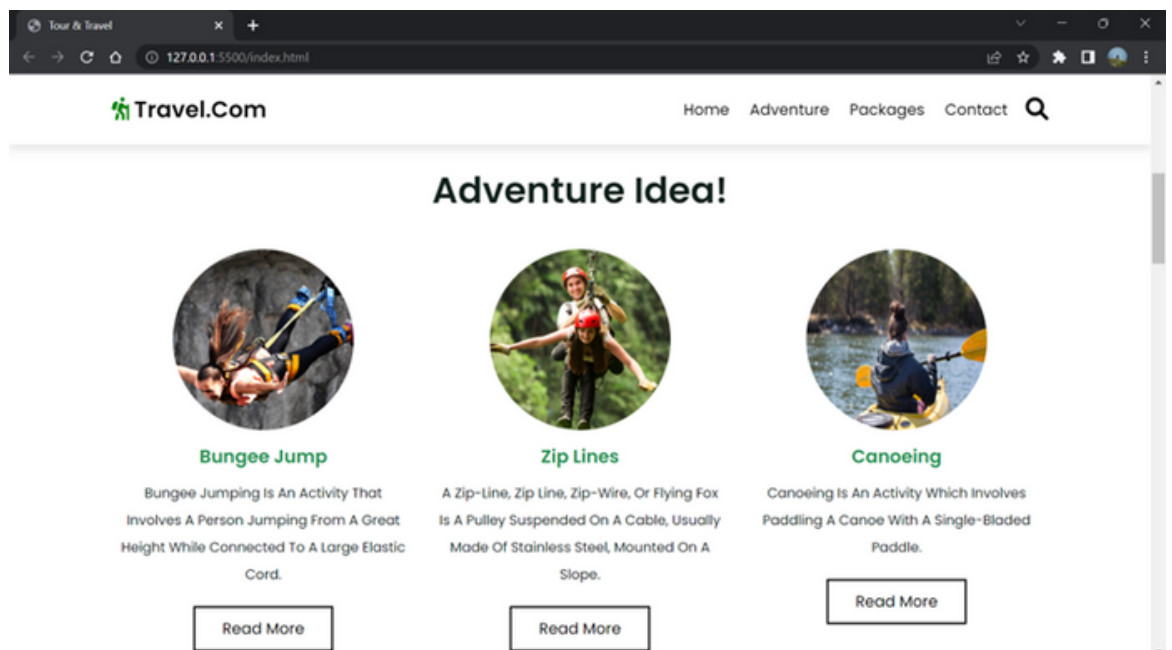 Tour & Travel
127.0.0.1:5500/index.html
Travel.Com
Home Adventure Packages Contact
Adventure Idea!
Bungee Jump
Bungee Jumping Is An Activity That
Involves A Person Jumping From A Great
Height While Connected To A Large Elastic
Cord.
Read More
Zip Lines
A Zip-Line, Zip Line, Zip-Wire, Or Flying Fox
Is A Pulley Suspended On A Cable, Usually
Made Of Stainless Steel, Mounted On A
Slope.
Read More
Canoeing
Canoeing Is An Activity Which Involves
Paddling A Canoe With A Single-Bladed
Paddle.
Read More